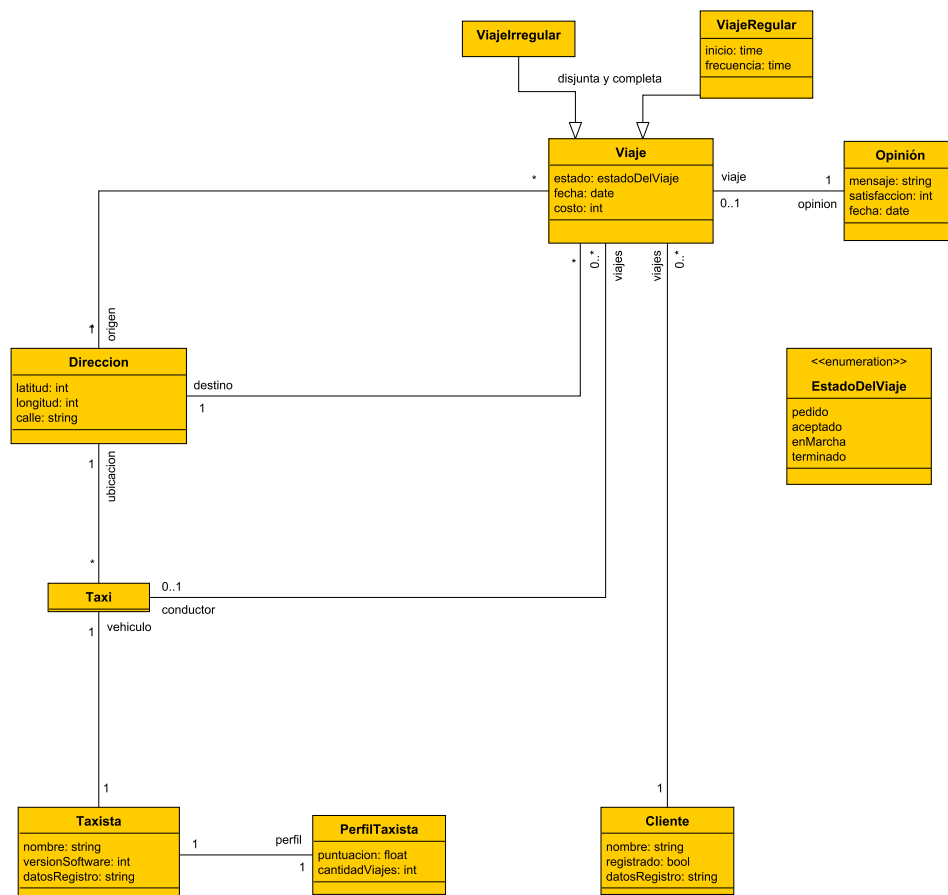 ViajeIrregular
ViajeRegular
inicio: time
frecuencia: time
disjunta y completa
Viaje
estado: estadoDelViaje
fecha: date
costo: int
viaje
0..1
1
opinion
Opinión
mensaje: string
satisfaccion: int
fecha: date
*
*
0..*
viajes
viajes
0..*
origen
Direccion
latitud: int
longitud: int
calle: string
destino
1
<<enumeration>>
EstadoDelViaje
pedido
aceptado
enMarcha
terminado
1
ubicacion
*
Taxi
0..1
conductor
1
vehiculo
1
Taxista
nombre: string
versionSoftware: int
datosRegistro: string
1
perfil
1
PerfilTaxista
puntuacion: float
cantidadViajes: int
1
Cliente
nombre: string
registrado: bool
datosRegistro: string